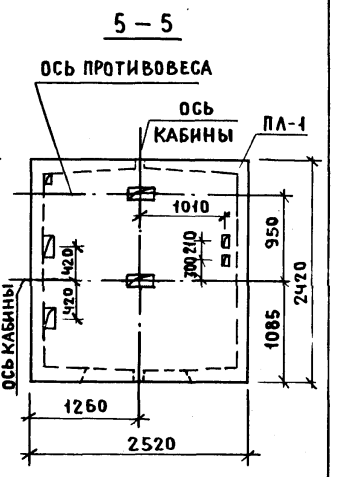 5 – 5
ОСЬ ПРОТИВОВЕСА
ОСЬ
КАБИНЫ
ПЛ-1
1010
950
2420
420
210
300
420
1085
ОСЬ КАБИНЫ
1260
2520